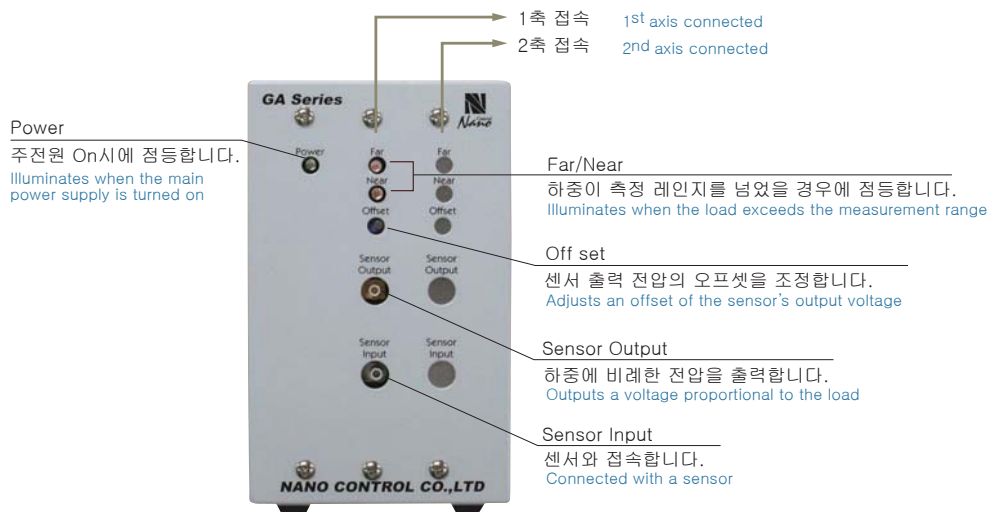 1축 접속 1st axis connected
2축 접속 2nd axis connected
GA Series
Nano
Control
Power
주전원 On시에 점등합니다.
Illuminates when the main
power supply is turned on
Power
Far
Near
Offset
Sensor
Output
Sensor
Input
Far
Near
Offset
Sensor
Output
Sensor
Input
NANO CONTROL CO.,LTD
Far/Near
하중이 측정 레인지를 넘었을 경우에 점등합니다.
Illuminates when the load exceeds the measurement range
Off set
센서 출력 전압의 오프셋을 조정합니다.
Adjusts an offset of the sensor's output voltage
Sensor Output
하중에 비례한 전압을 출력합니다.
Outputs a voltage proportional to the load
Sensor Input
센서와 접속합니다.
Connected with a sensor